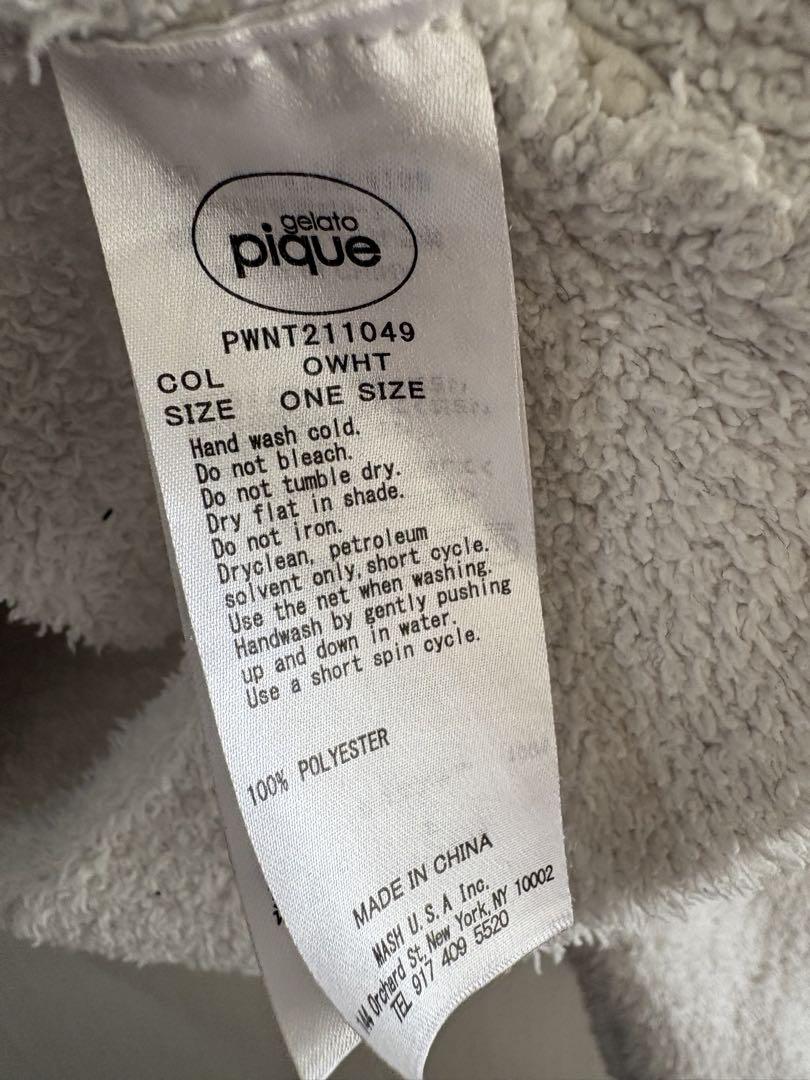 gelato
pique
PWNT211049
COL OWHT
SIZE ONE SIZE
Hand wash cold.
Do not bleach.
Do not tumble dry.
Dry flat in shade.
Do not iron.
Dryclean, petroleum
solvent only, short cycle.
Use the net when washing.
Handwash by gently pushing
up and down in water.
Use a short spin cycle.
100% POLYESTER
MADE IN CHINA
MASH U.S.A Inc.
Orchard St. New York, NY 10002
TEL 917 409 5520